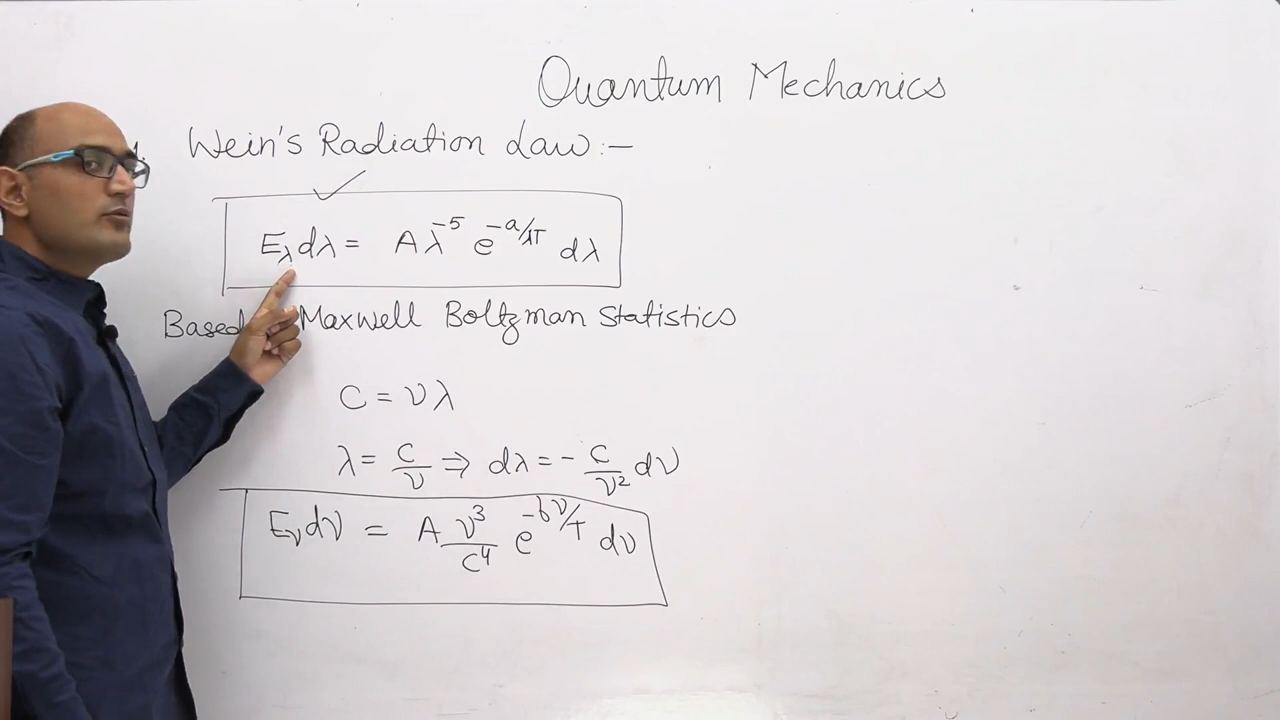 Quantum Mechanics
1. Wein's Radiation Law :-
E_λ dλ = A λ^-5 e^-a/λT dλ
Based Maxwell Boltzman Statistics
C = ν λ
λ = C/ν ⇒ dλ = - C/ν² dν
E_ν dν = A ν³/C⁴ e^-bν/T dν